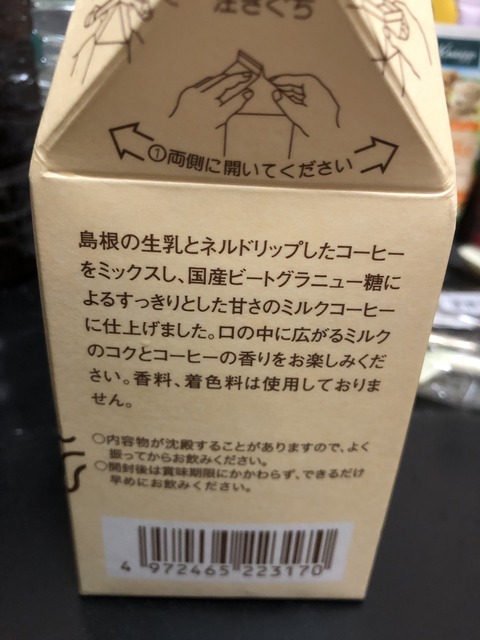 注ぎぐち
①両側に開いてください
島根の生乳とネルドリップしたコーヒー
をミックスし、国産ビートグラニュー糖に
よるすっきりとした甘さのミルクコーヒー
に仕上げました。口の中に広がるミルク
のコクとコーヒーの香りをお楽しみくだ
さい。香料、着色料は使用しておりま
せん。
○内容物が沈殿することがありますので、よく
振ってからお飲みください。
○開封後は賞味期限にかかわらず、できるだけ
早めにお飲みください。
4 972465 223170